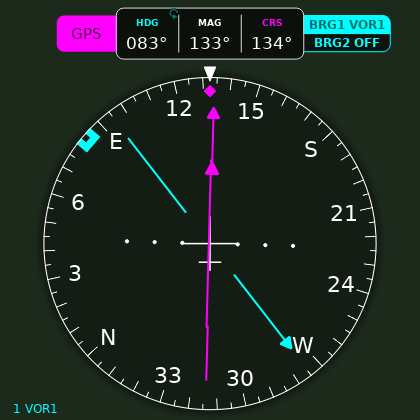 GPS
HDG MAG CRS
083° 133° 134°
BRG1 VOR1
BRG2 OFF
12 15
E S
6 21
3 24
N W
33 30
1 VOR1